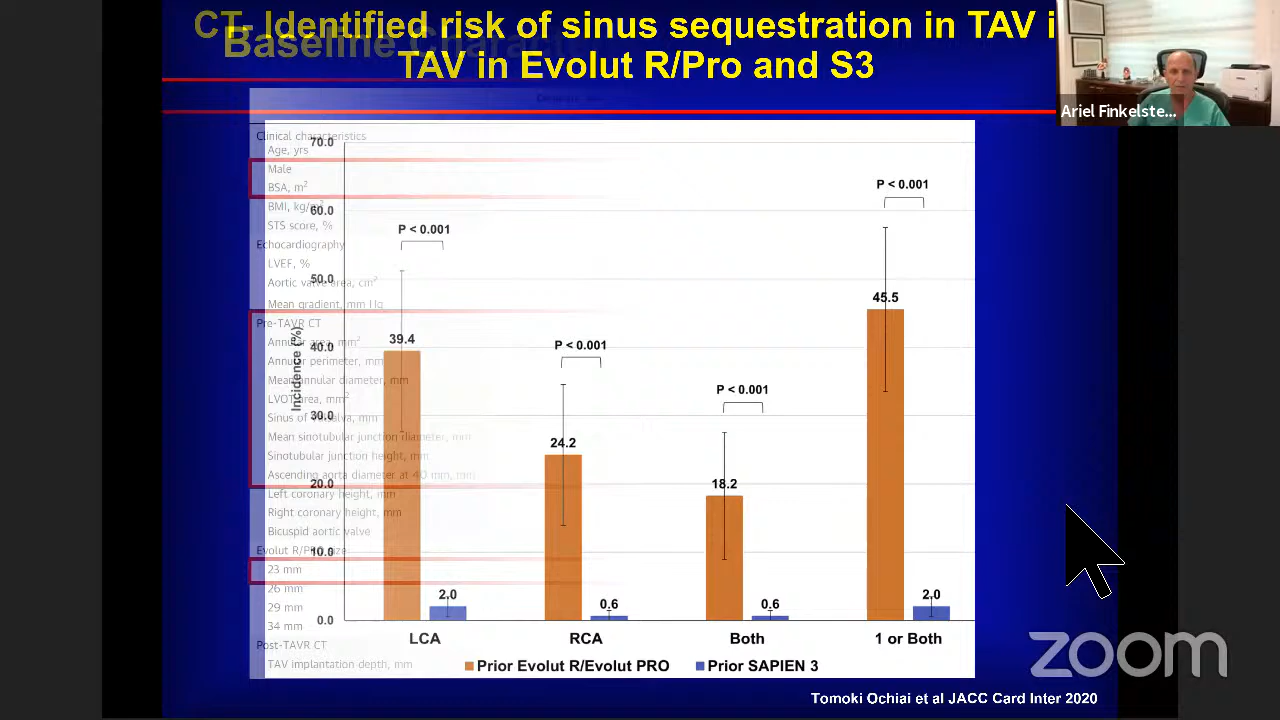 CT- Identified risk of sinus sequestration in TAV i
Baseline Charac
TAV in Evolut R/Pro and S3
Ariel Finkelste...
Clinical characteristics
Age, yrs
Male
BSA, m²
BMI, kg/m²
STS score, %
Echocardiography
LVEF, %
Aortic valve area, cm²
Mean gradient, mm Hg
Pre-TAVR CT
Annular area, mm²
Annular perimeter, mm
Mean annular diameter, mm
LVOT area, mm²
Sinus of Valsalva, mm
Mean sinotubular junction diameter, mm
Sinotubular junction height, mm
Ascending aorta diameter at 40 mm, mm
Left coronary height, mm
Right coronary height, mm
Bicuspid aortic valve
Evolut R/PRO size
23 mm
26 mm
29 mm
34 mm
Post-TAVR CT
TAV implantation depth, mm
Incidence (%)
70.0
60.0
50.0
40.0
30.0
20.0
10.0
0.0
P < 0.001
39.4
2.0
P < 0.001
24.2
0.6
P < 0.001
18.2
0.6
P < 0.001
45.5
2.0
LCA
RCA
Both
1 or Both
Prior Evolut R/Evolut PRO
Prior SAPIEN 3
zoom
Tomoki Ochiai et al JACC Card Inter 2020